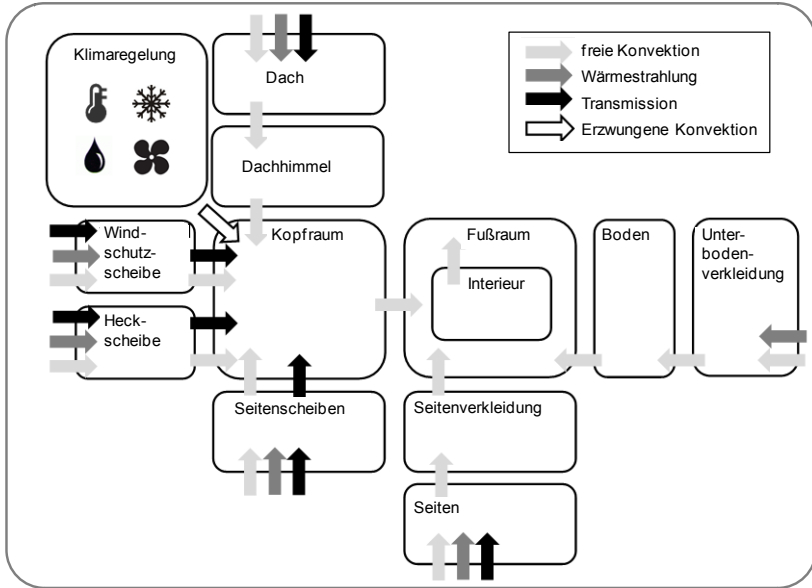 Klimaregelung
Dach
freie Konvektion
Wärmestrahlung
Transmission
Erzwungene Konvektion
Dachhimmel
Wind-
schutz-
scheibe
Kopfraum
Fußraum
Boden
Unter-
boden-
verkleidung
Interieur
Heck-
scheibe
Seitenscheiben
Seitenverkleidung
Seiten